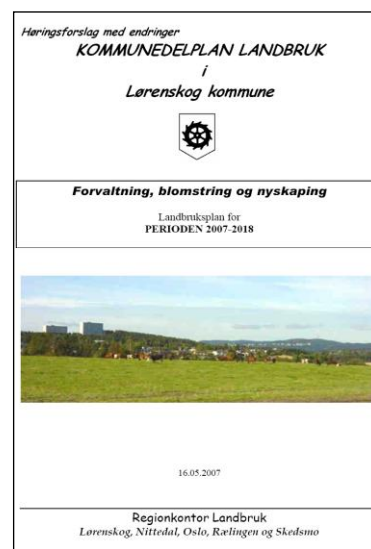 Høringsforslag med endringer
KOMMUNEDELPLAN LANDBRUK
i
Lørenskog kommune
Forvaltning, blomstring og nyskaping
Landbruksplan for
PERIODEN 2007-2018
16.05.2007
Regionkontor Landbruk
Lørenskog, Nittedal, Oslo, Rælingen og Skedsmo